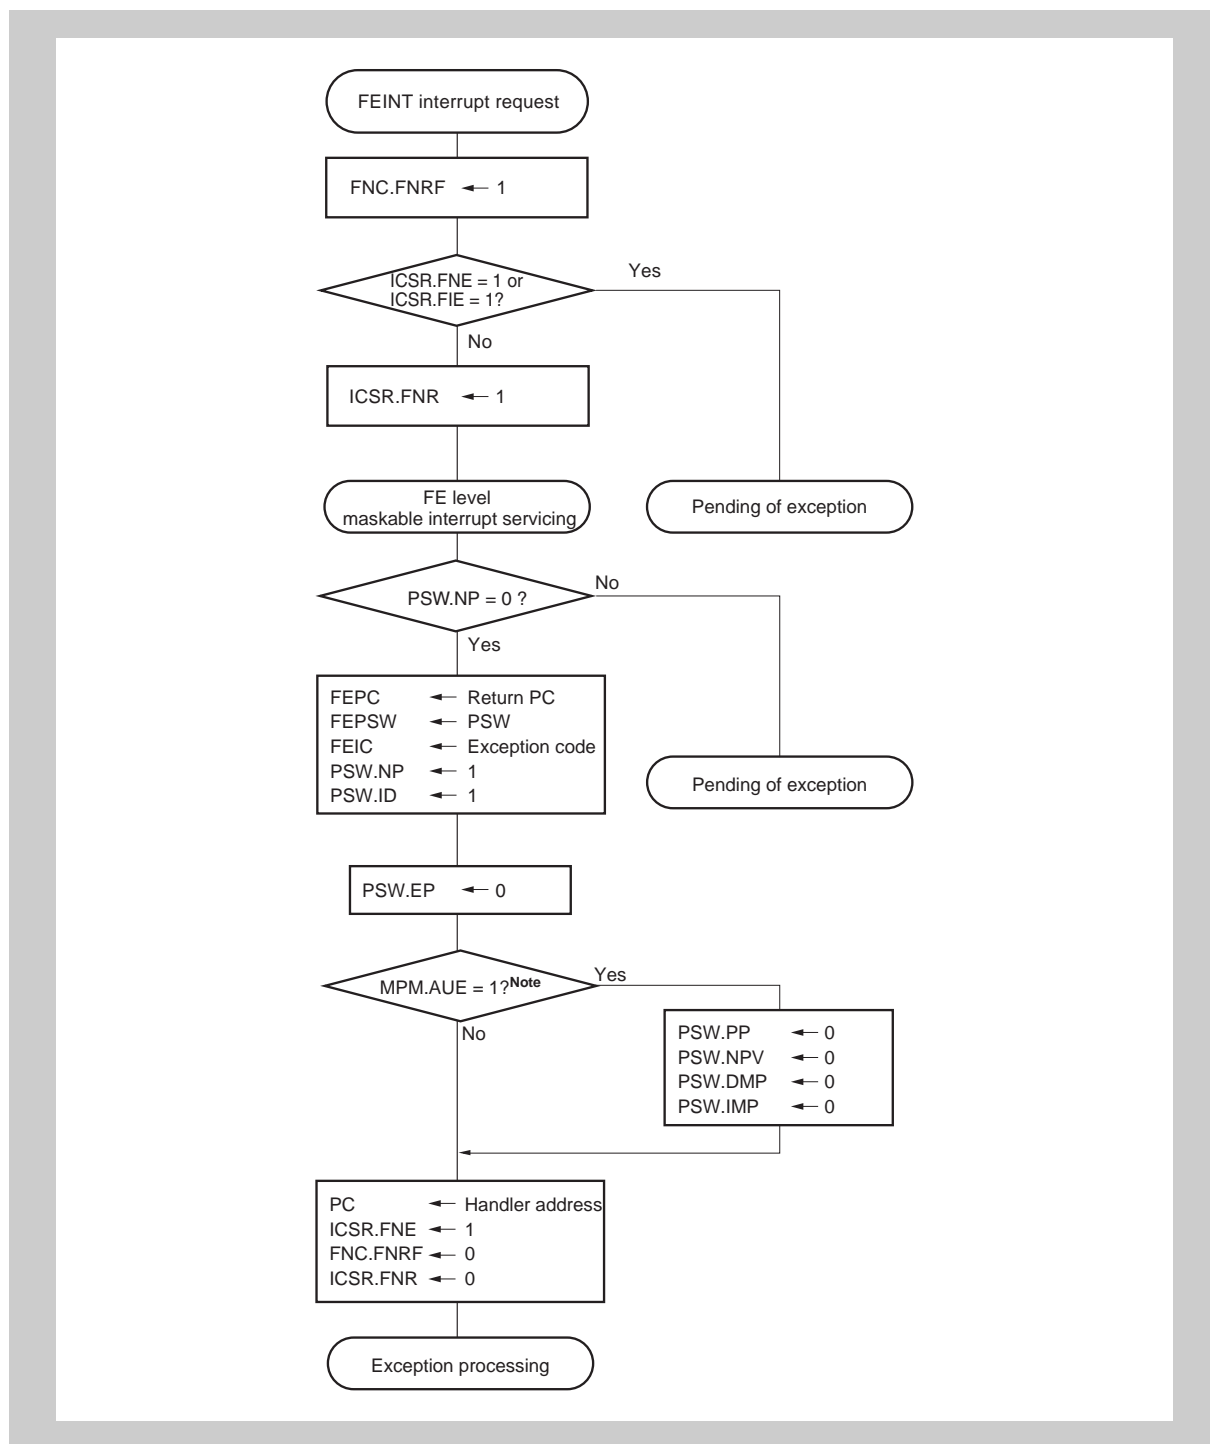 FEINT interrupt request
FNC.FNRF ← 1
ICSR.FNE = 1 or
ICSR.FIE = 1?
Yes
No
ICSR.FNR ← 1
FE level
maskable interrupt servicing
Pending of exception
PSW.NP = 0 ?
No
Yes
FEPC ← Return PC
FEPSW ← PSW
FEIC ← Exception code
PSW.NP ← 1
PSW.ID ← 1
Pending of exception
PSW.EP ← 0
MPM.AUE = 1?Note
Yes
No
PSW.PP ← 0
PSW.NPV ← 0
PSW.DMP ← 0
PSW.IMP ← 0
PC ← Handler address
ICSR.FNE ← 1
FNC.FNRF ← 0
ICSR.FNR ← 0
Exception processing